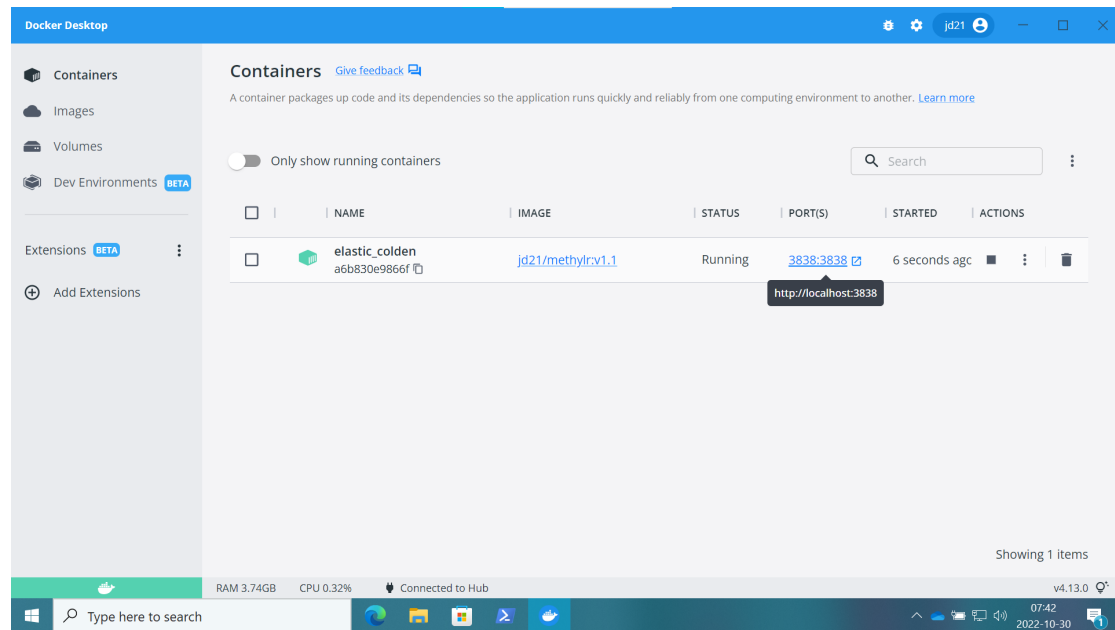 Docker Desktop
jd21
Containers
Images
Volumes
Dev Environments BETA
Extensions BETA
Add Extensions
Containers Give feedback
A container packages up code and its dependencies so the application runs quickly and reliably from one computing environment to another. Learn more
Only show running containers
Search
NAME IMAGE STATUS PORT(S) STARTED ACTIONS
elastic_colden
a6b830e9866f
jd21/methylr:v1.1 Running 3838:3838 6 seconds agc
http://localhost:3838
Showing 1 items
RAM 3.74GB CPU 0.32% Connected to Hub v4.13.0
Type here to search
07:42
2022-10-30
1